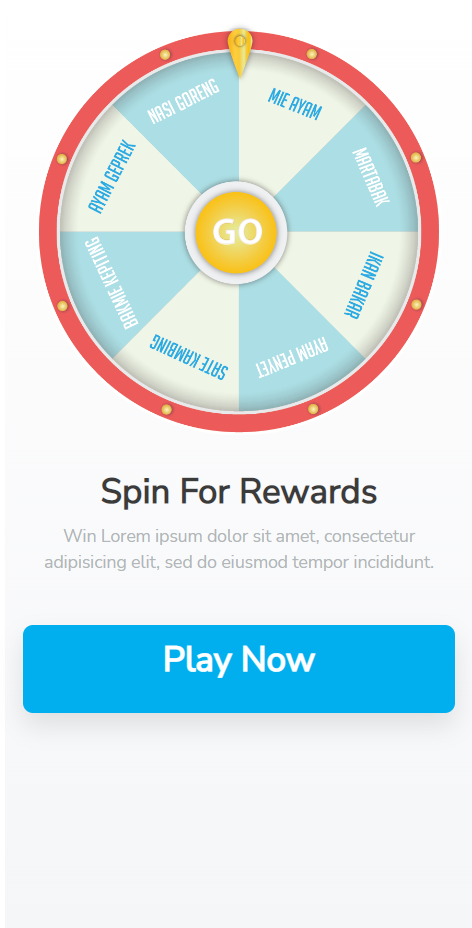 MIE AYAM
MARTABAK
IKAN BAKAR
AYAM PENYET
SATE KAMBING
BAKMIE KEPITING
AYAM GEPREK
NASI GORENG
GO
Spin For Rewards
Win Lorem ipsum dolor sit amet, consectetur
adipisicing elit, sed do eiusmod tempor incididunt.
Play Now